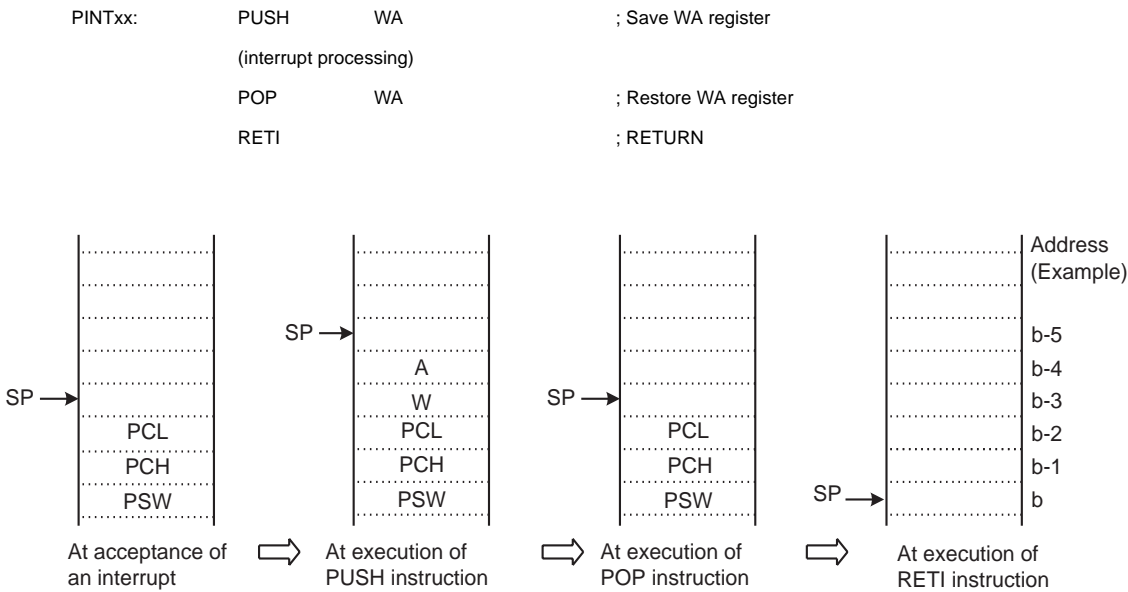 PINTxx: PUSH WA ; Save WA register
(interrupt processing)
POP WA ; Restore WA register
RETI ; RETURN
Address
(Example)
SP b-5
A b-4
SP W SP b-3
PCL PCL PCL b-2
PCH PCH PCH b-1
PSW PSW PSW SP b
At acceptance of
an interrupt
At execution of
PUSH instruction
At execution of
POP instruction
At execution of
RETI instruction